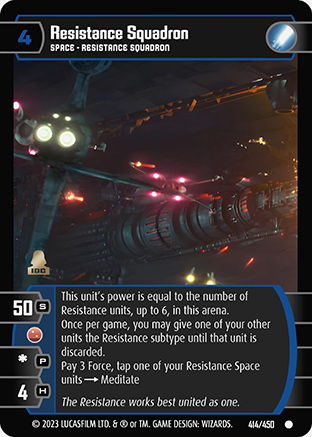 4
Resistance Squadron
SPACE - RESISTANCE SQUADRON
IDC
50 S
* P
4 H
This unit's power is equal to the number of
Resistance units, up to 6, in this arena.
Once per game, you may give one of your other
units the Resistance subtype until that unit is
discarded.
Pay 3 Force, tap one of your Resistance Space
units → Meditate
The Resistance works best united as one.
© 2023 LUCASFILM LTD. & ® or TM. GAME DESIGN: WIZARDS. 414/450